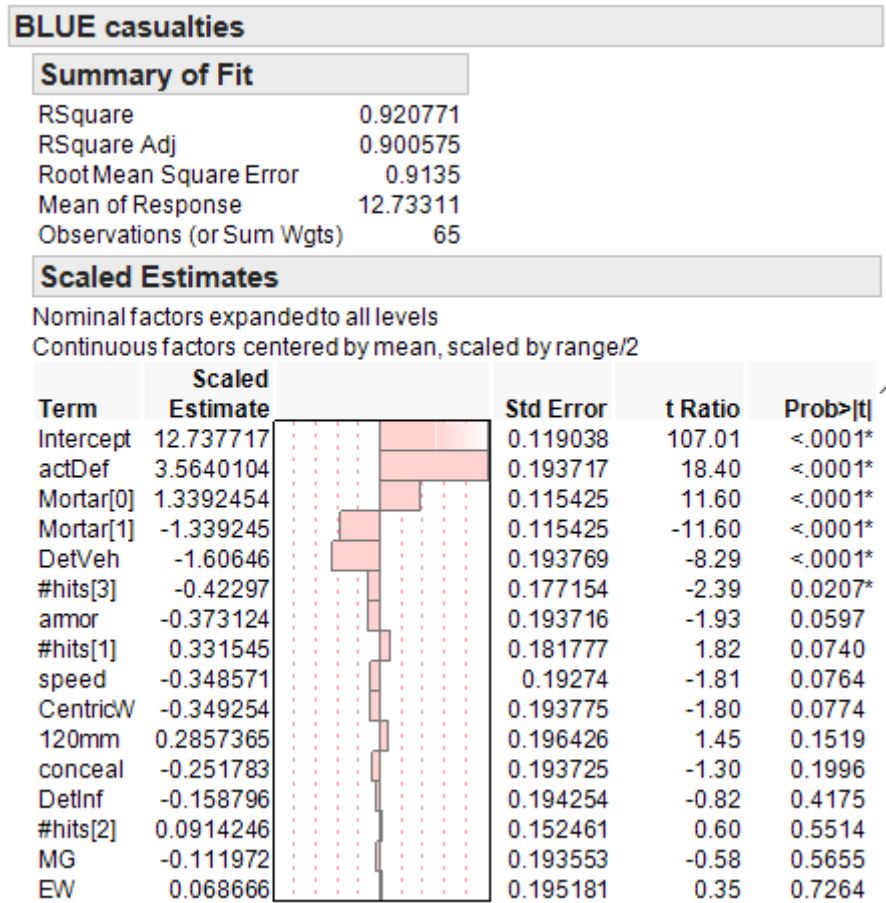 BLUE casualties
Summary of Fit
RSquare 0.920771
RSquare Adj 0.900575
Root Mean Square Error 0.9135
Mean of Response 12.73311
Observations (or Sum Wgts) 65
Scaled Estimates
Nominal factors expanded to all levels
Continuous factors centered by mean, scaled by range/2
Term Scaled Estimate Std Error t Ratio Prob>|t|
Intercept 12.737717 0.119038 107.01 <.0001*
actDef 3.5640104 0.193717 18.40 <.0001*
Mortar[0] 1.3392454 0.115425 11.60 <.0001*
Mortar[1] -1.339245 0.115425 -11.60 <.0001*
DetVeh -1.60646 0.193769 -8.29 <.0001*
#hits[3] -0.42297 0.177154 -2.39 0.0207*
armor -0.373124 0.193716 -1.93 0.0597
#hits[1] 0.331545 0.181777 1.82 0.0740
speed -0.348571 0.19274 -1.81 0.0764
CentricW -0.349254 0.193775 -1.80 0.0774
120mm 0.2857365 0.196426 1.45 0.1519
conceal -0.251783 0.193725 -1.30 0.1996
DetInf -0.158796 0.194254 -0.82 0.4175
#hits[2] 0.0914246 0.152461 0.60 0.5514
MG -0.111972 0.193553 -0.58 0.5655
EW 0.068666 0.195181 0.35 0.7264